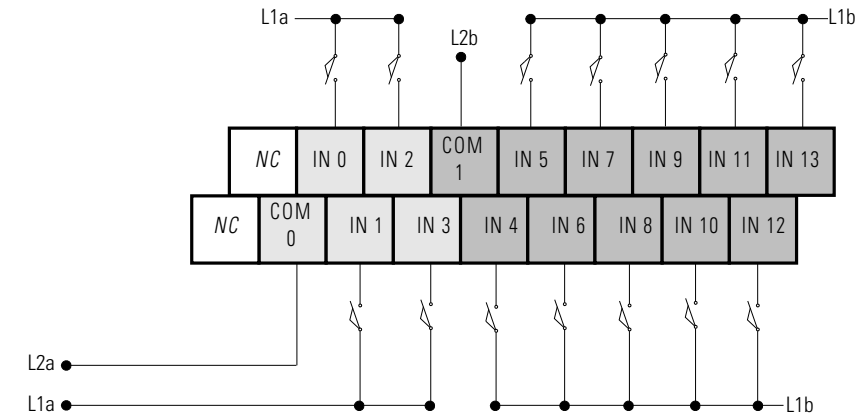 L1a
L2b
L1b
NC
IN 0
IN 2
COM
1
IN 5
IN 7
IN 9
IN 11
IN 13
NC
COM
0
IN 1
IN 3
IN 4
IN 6
IN 8
IN 10
IN 12
L2a
L1a
L1b